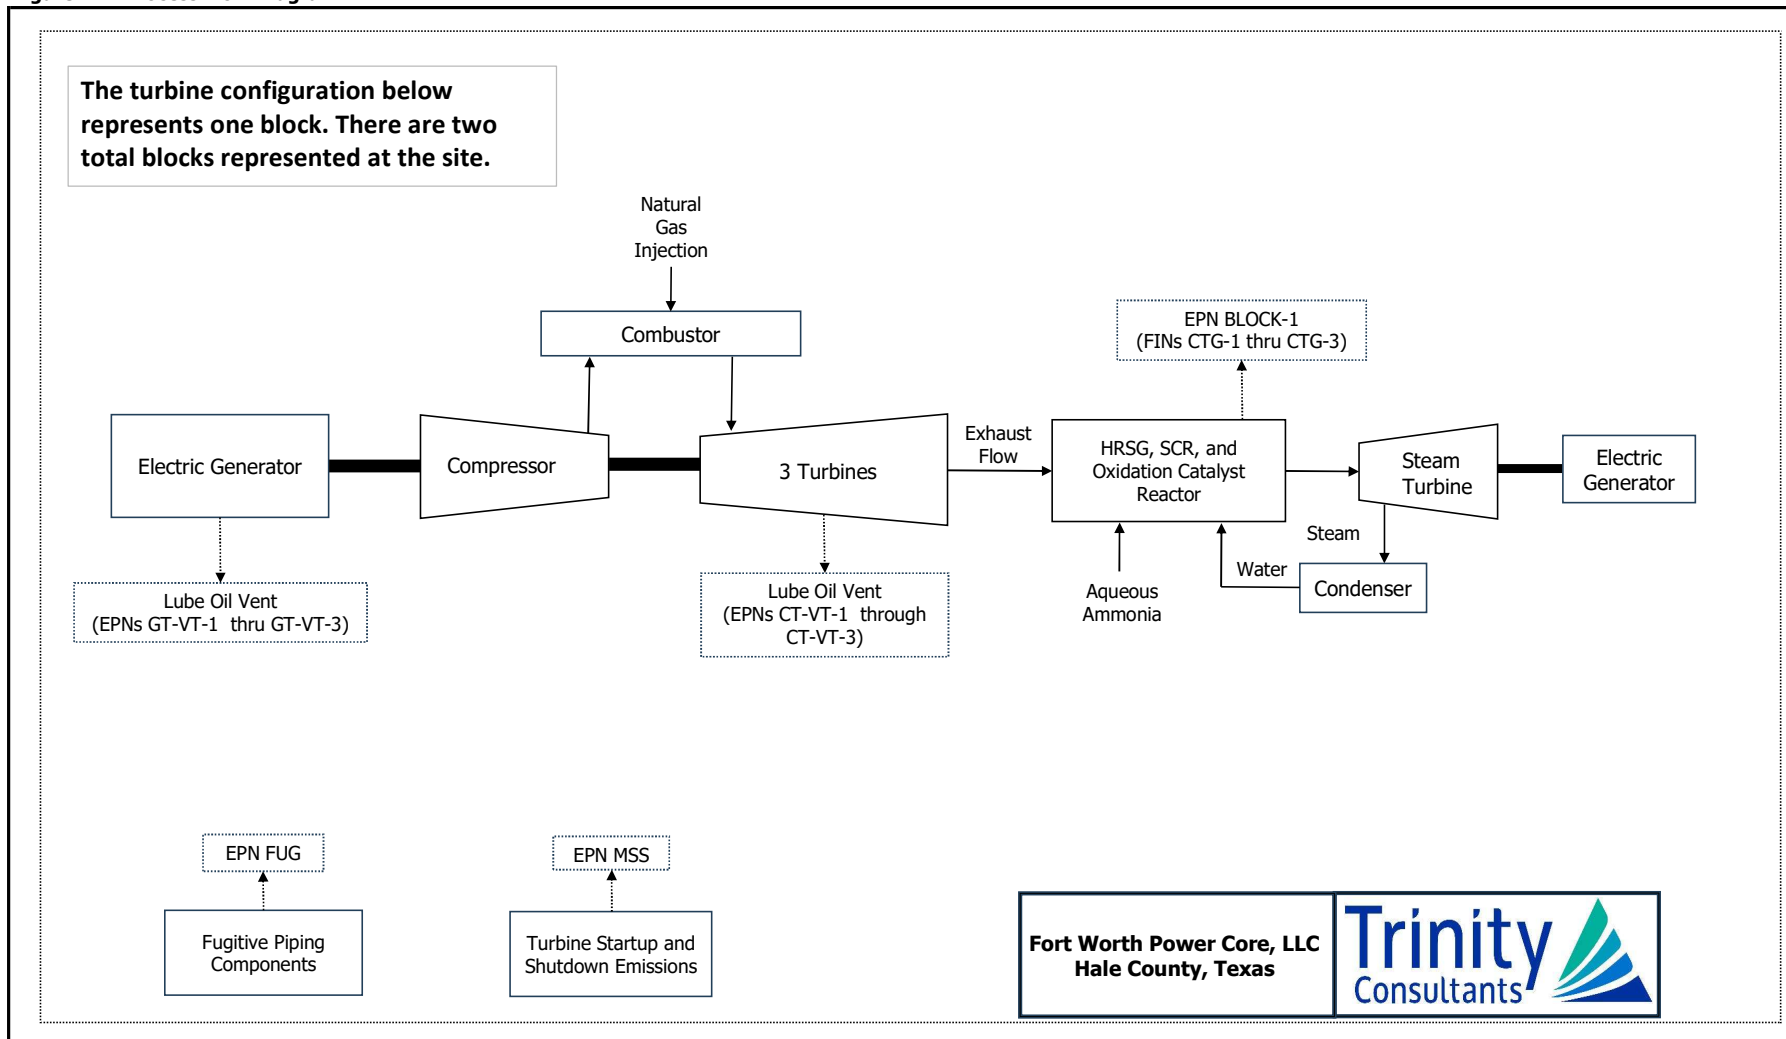 The turbine configuration below
represents one block. There are two
total blocks represented at the site.
Natural
Gas
Injection
Combustor
EPN BLOCK-1
(FINs CTG-1 thru CTG-3)
Electric Generator
Compressor
3 Turbines
Exhaust
Flow
HRSG, SCR, and
Oxidation Catalyst
Reactor
Steam
Turbine
Electric
Generator
Steam
Water
Condenser
Aqueous
Ammonia
Lube Oil Vent
(EPNs GT-VT-1 thru GT-VT-3)
Lube Oil Vent
(EPNs CT-VT-1 through
CT-VT-3)
EPN FUG
EPN MSS
Fugitive Piping
Components
Turbine Startup and
Shutdown Emissions
Fort Worth Power Core, LLC
Hale County, Texas
Trinity
Consultants